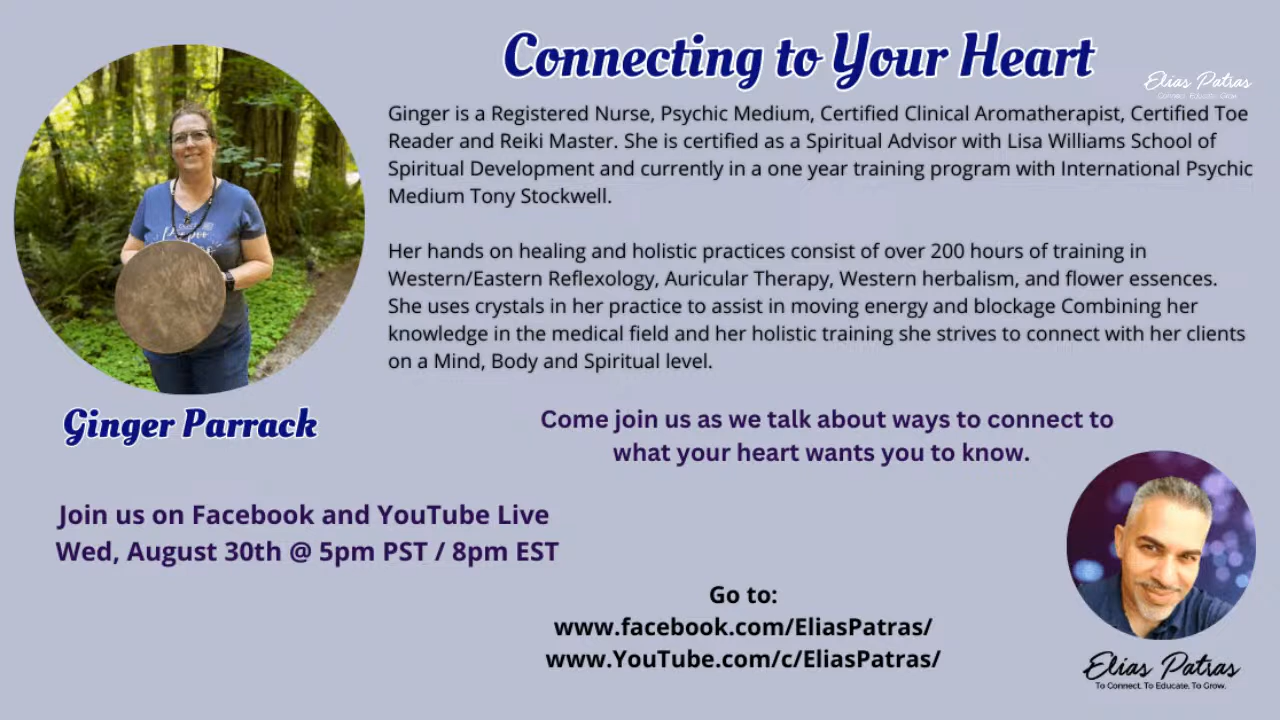 Connecting to Your Heart
Elias Patras
Connect. Educate. Grow.
Ginger is a Registered Nurse, Psychic Medium, Certified Clinical Aromatherapist, Certified Toe
Reader and Reiki Master. She is certified as a Spiritual Advisor with Lisa Williams School of
Spiritual Development and currently in a one year training program with International Psychic
Medium Tony Stockwell.
Her hands on healing and holistic practices consist of over 200 hours of training in
Western/Eastern Reflexology, Auricular Therapy, Western herbalism, and flower essences.
She uses crystals in her practice to assist in moving energy and blockage Combining her
knowledge in the medical field and her holistic training she strives to connect with her clients
on a Mind, Body and Spiritual level.
Ginger Parrack
Come join us as we talk about ways to connect to
what your heart wants you to know.
Join us on Facebook and YouTube Live
Wed, August 30th @ 5pm PST / 8pm EST
Go to:
www.facebook.com/EliasPatras/
www.YouTube.com/c/EliasPatras/
Elias Patras
To Connect. To Educate. To Grow.